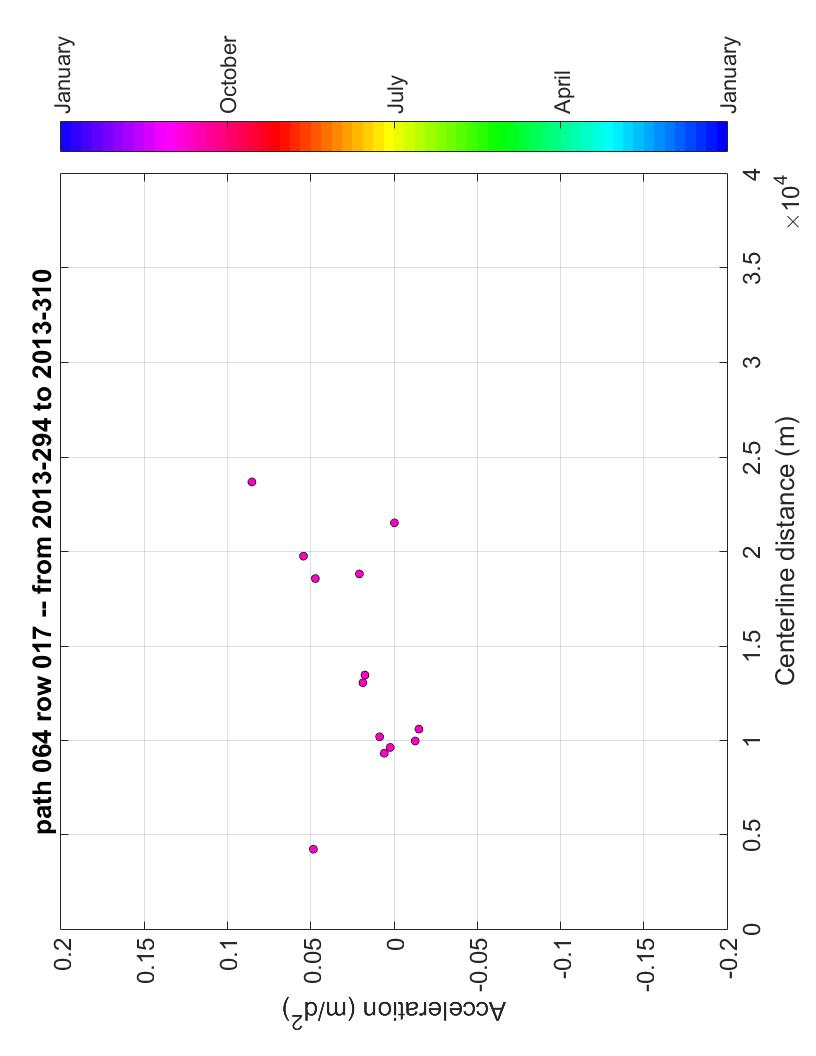 path 064 row 017 -- from 2013-294 to 2013-310
0.2
0.15
0.1
0.05
0
-0.05
-0.1
-0.15
-0.2
Acceleration (m/d²)
0
0.5
1
1.5
2
2.5
3
3.5
4
×10⁴
Centerline distance (m)
January
October
July
April
January